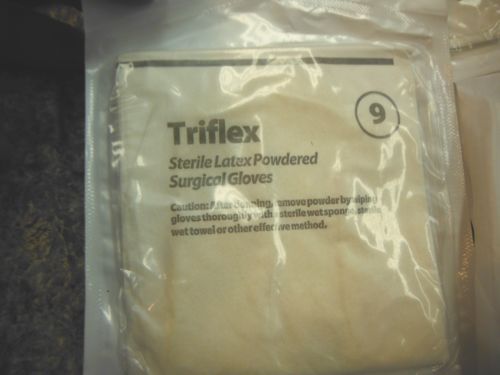 9
Triflex
Sterile Latex Powdered
Surgical Gloves
Caution: After donning, remove powder by wiping
gloves thoroughly with a sterile wet sponge, sterile
wet towel or other effective method.